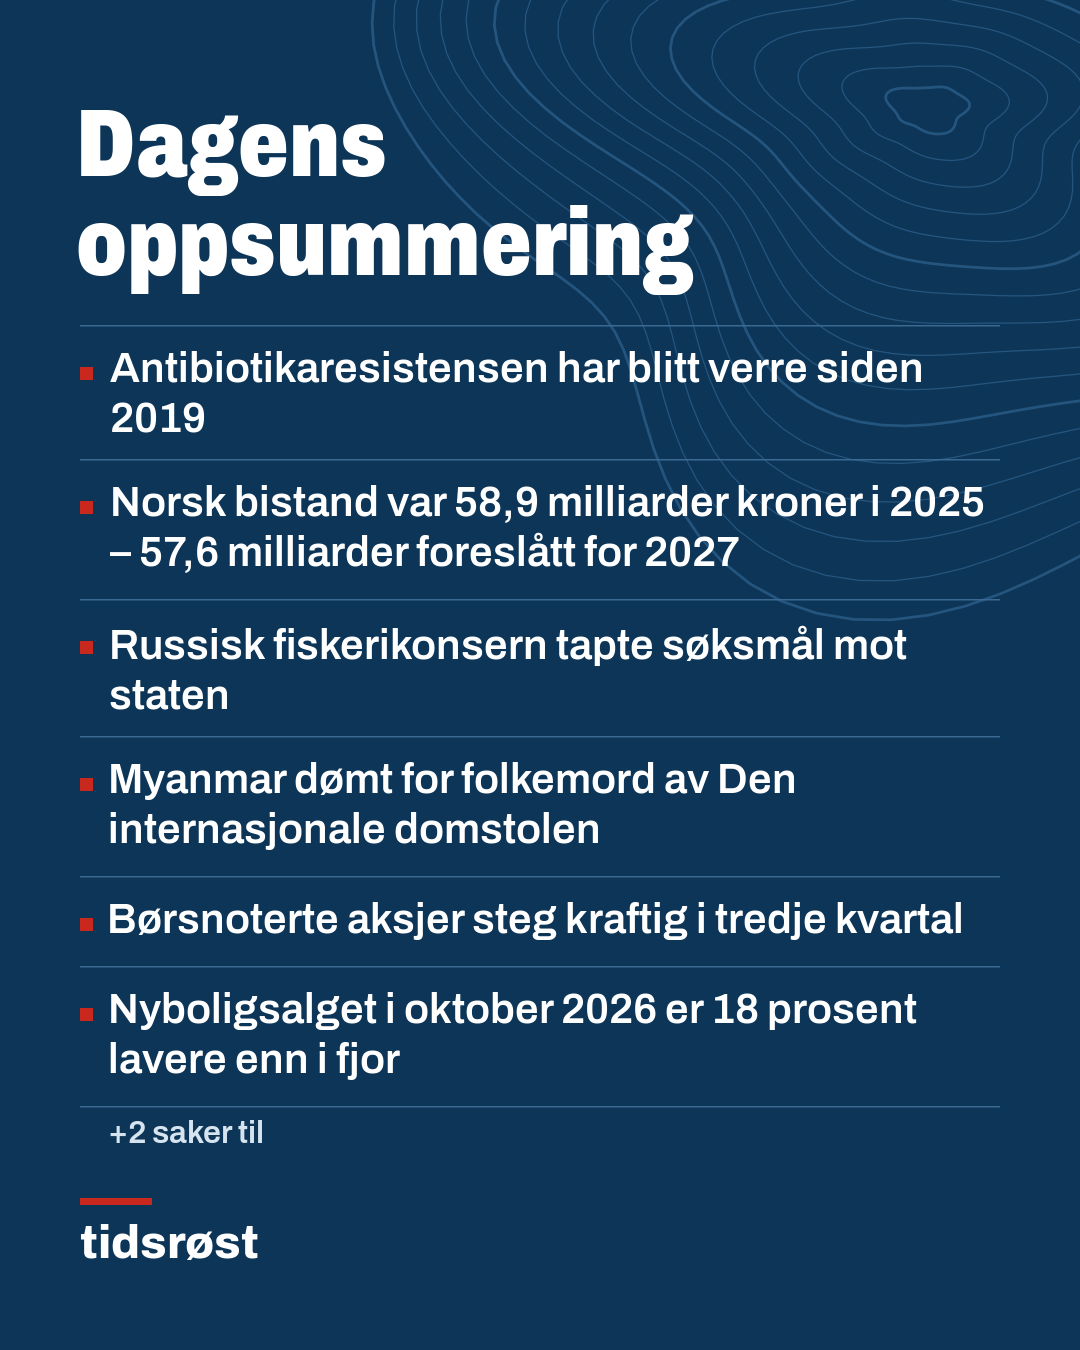 Dagens
oppsummering
Antibiotikaresistensen har blitt verre siden
2019
Norsk bistand var 58,9 milliarder kroner i 2025
– 57,6 milliarder foreslått for 2027
Russisk fiskerikonsern tapte søksmål mot
staten
Myanmar dømt for folkemord av Den
internasjonale domstolen
Børsnoterte aksjer steg kraftig i tredje kvartal
Nyboligsalget i oktober 2026 er 18 prosent
lavere enn i fjor
+2 saker til
tidsrøst